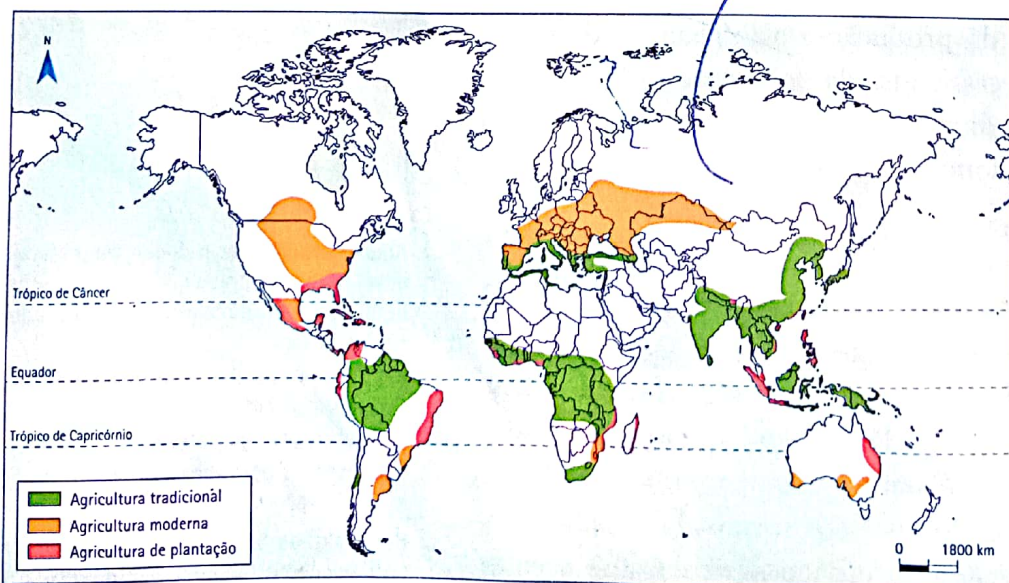 N
Trópico de Câncer
Equador
Trópico de Capricórnio
Agricultura tradicional
Agricultura moderna
Agricultura de plantação
0 1800 km